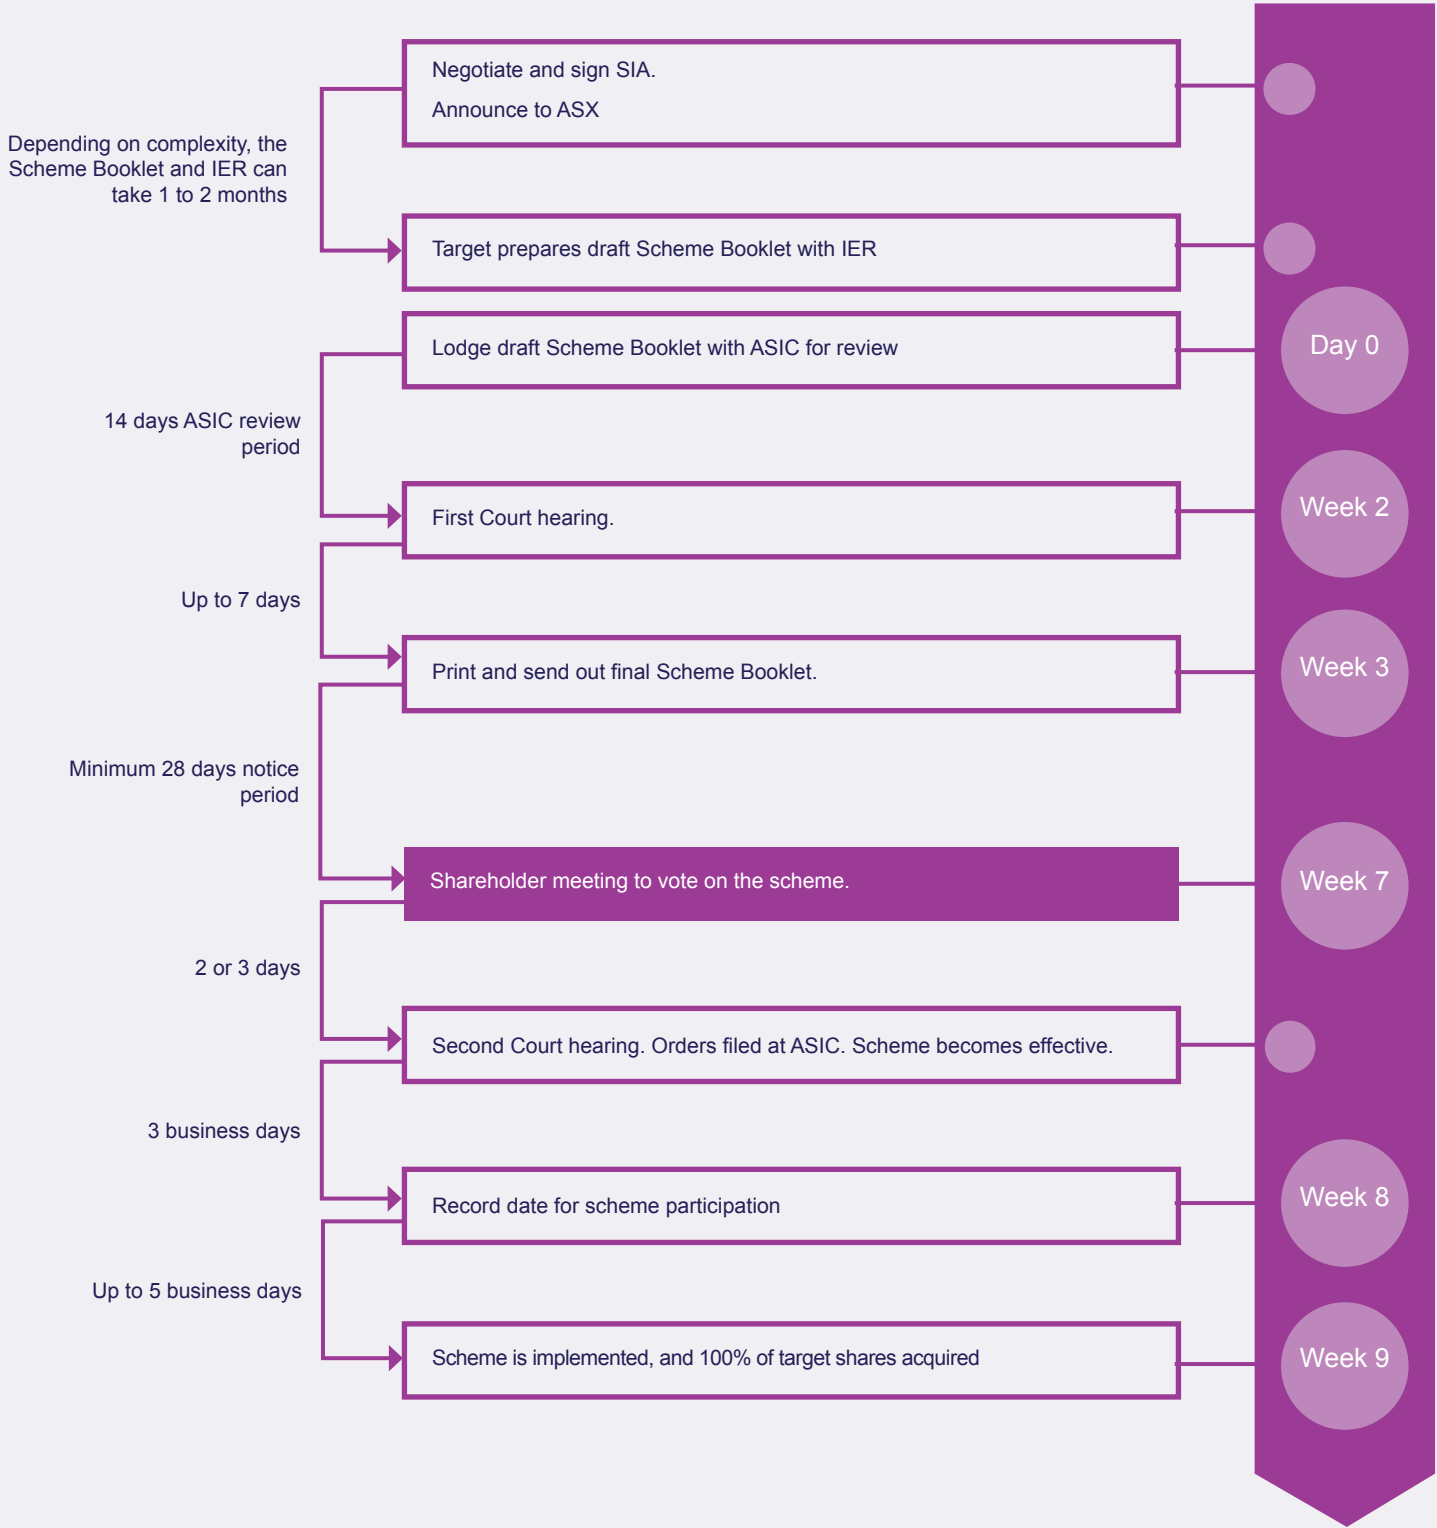 Negotiate and sign SIA.
Announce to ASX
Depending on complexity, the
Scheme Booklet and IER can
take 1 to 2 months
Target prepares draft Scheme Booklet with IER
Lodge draft Scheme Booklet with ASIC for review
Day 0
14 days ASIC review
period
First Court hearing.
Week 2
Up to 7 days
Print and send out final Scheme Booklet.
Week 3
Minimum 28 days notice
period
Shareholder meeting to vote on the scheme.
Week 7
2 or 3 days
Second Court hearing. Orders filed at ASIC. Scheme becomes effective.
3 business days
Record date for scheme participation
Week 8
Up to 5 business days
Scheme is implemented, and 100% of target shares acquired
Week 9